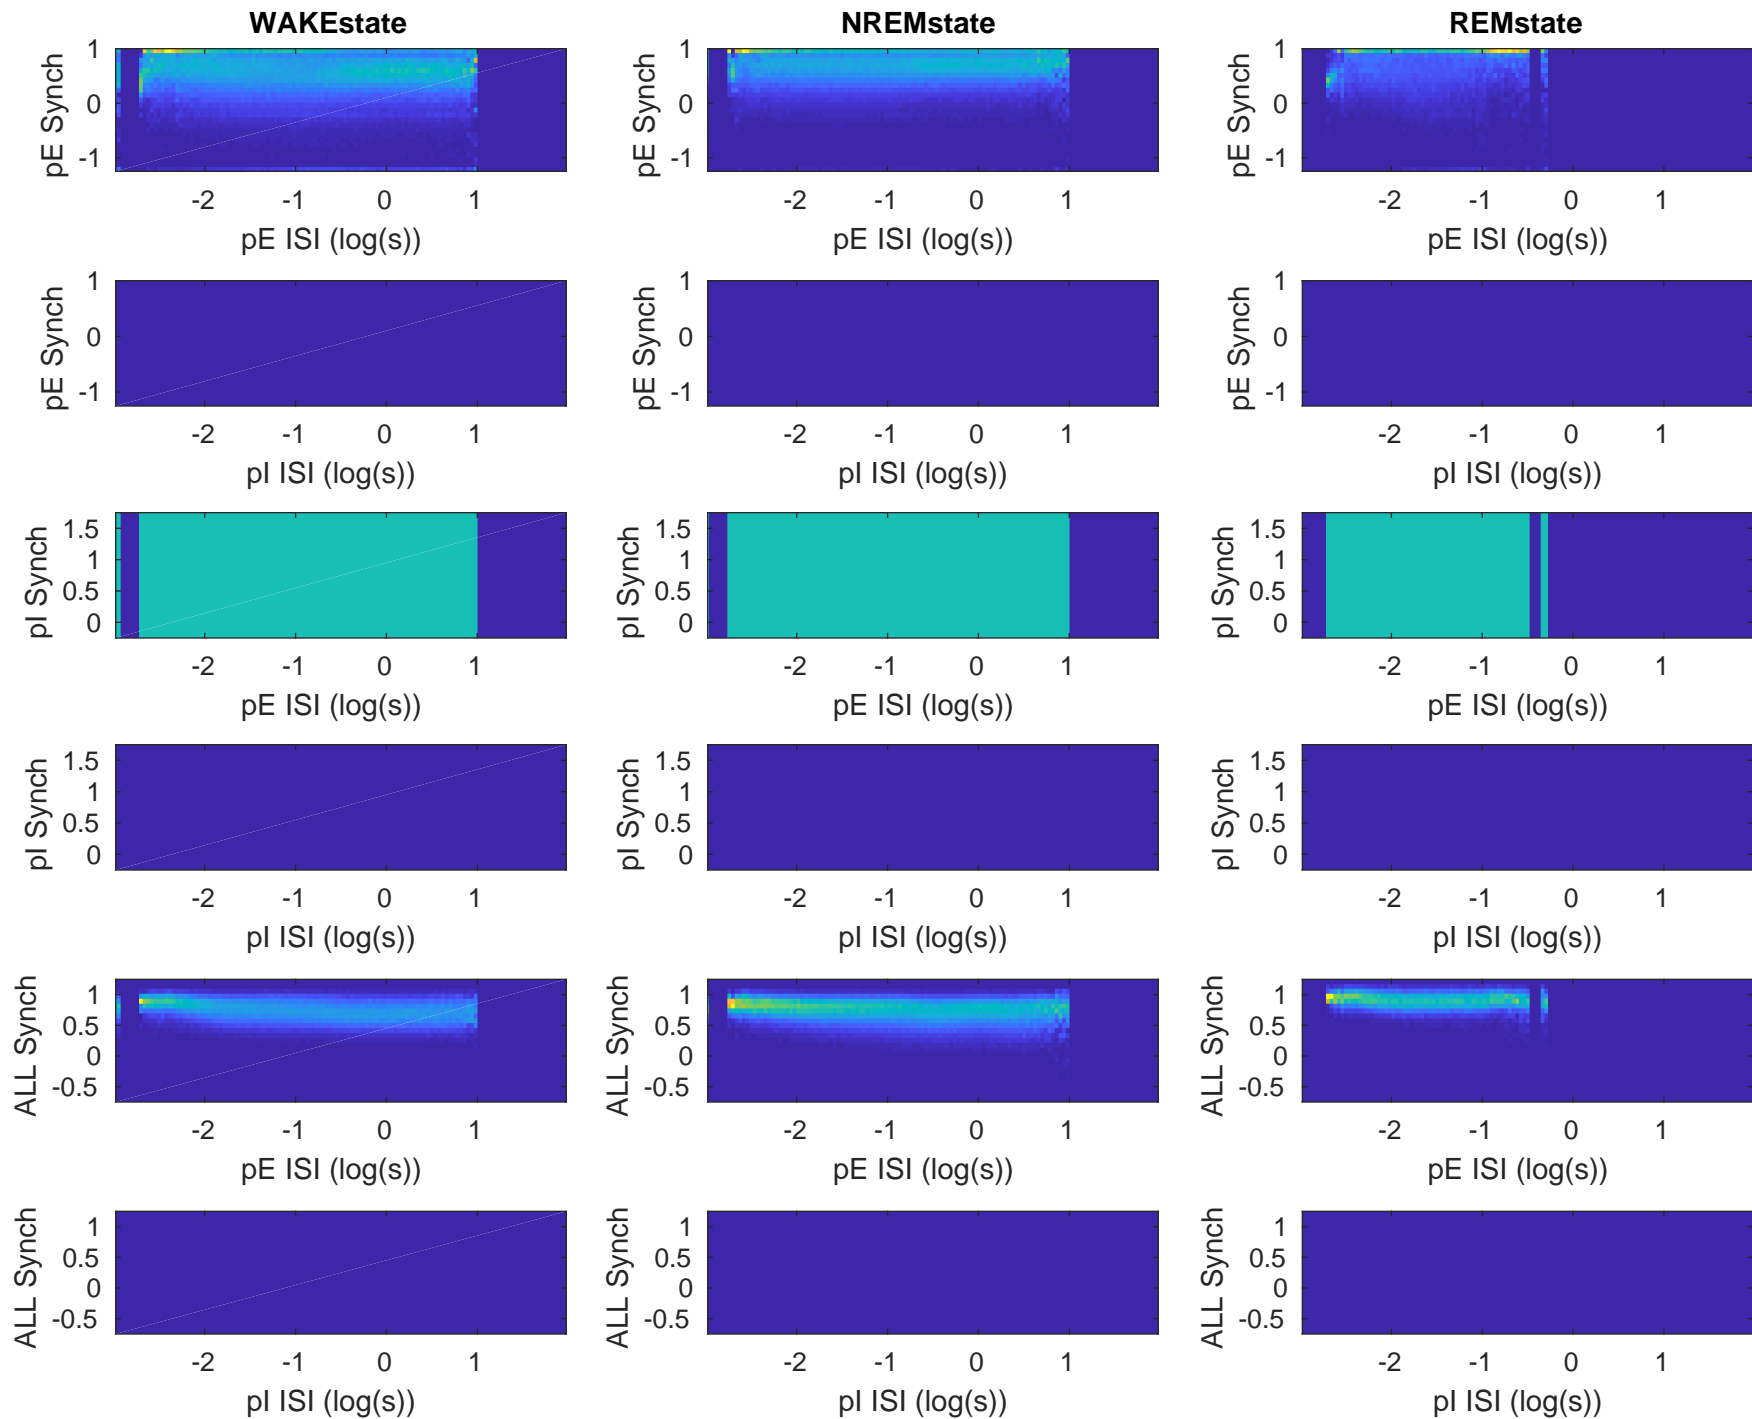 WAKEstate NREMstate REMstate
pE Synch 1 0 -1 pE Synch 1 0 -1 pE Synch 1 0 -1
-2 -1 0 1 -2 -1 0 1 -2 -1 0 1
pE ISI (log(s)) pE ISI (log(s)) pE ISI (log(s))
pE Synch 1 0 -1 pE Synch 1 0 -1 pE Synch 1 0 -1
-2 -1 0 1 -2 -1 0 1 -2 -1 0 1
pI ISI (log(s)) pI ISI (log(s)) pI ISI (log(s))
pI Synch 1.5 1 0.5 0 pI Synch 1.5 1 0.5 0 pI Synch 1.5 1 0.5 0
-2 -1 0 1 -2 -1 0 1 -2 -1 0 1
pE ISI (log(s)) pE ISI (log(s)) pE ISI (log(s))
pI Synch 1.5 1 0.5 0 pI Synch 1.5 1 0.5 0 pI Synch 1.5 1 0.5 0
-2 -1 0 1 -2 -1 0 1 -2 -1 0 1
pI ISI (log(s)) pI ISI (log(s)) pI ISI (log(s))
ALL Synch 1 0.5 0 -0.5 ALL Synch 1 0.5 0 -0.5 ALL Synch 1 0.5 0 -0.5
-2 -1 0 1 -2 -1 0 1 -2 -1 0 1
pE ISI (log(s)) pE ISI (log(s)) pE ISI (log(s))
ALL Synch 1 0.5 0 -0.5 ALL Synch 1 0.5 0 -0.5 ALL Synch 1 0.5 0 -0.5
-2 -1 0 1 -2 -1 0 1 -2 -1 0 1
pI ISI (log(s)) pI ISI (log(s)) pI ISI (log(s))